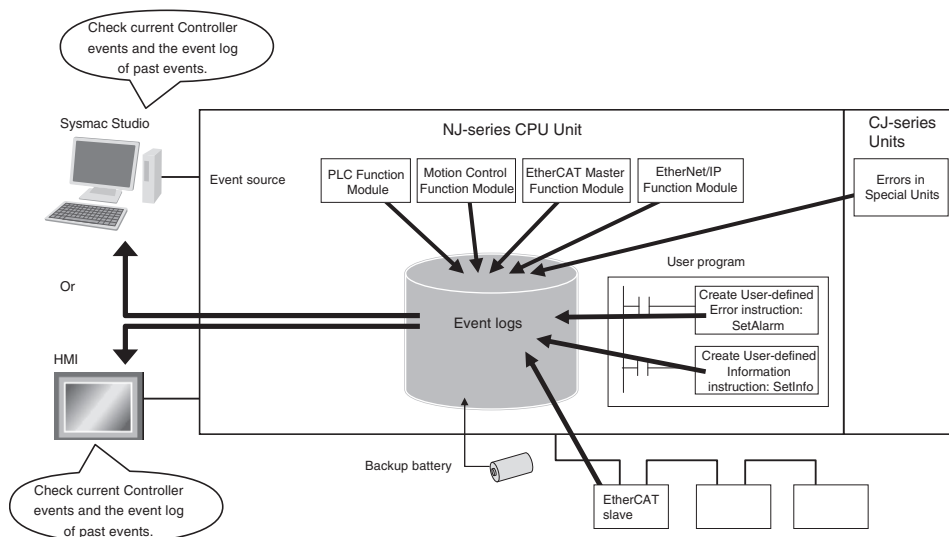 Check current Controller
events and the event log
of past events.
Sysmac Studio
NJ-series CPU Unit
CJ-series
Units
Event source
PLC Function
Module
Motion Control
Function Module
EtherCAT Master
Function Module
EtherNet/IP
Function Module
Errors in
Special Units
User program
Or
Event logs
Create User-defined
Error instruction:
SetAlarm
HMI
Create User-defined
Information
instruction: SetInfo
Backup battery
Check current Controller
events and the event log
of past events.
EtherCAT
slave